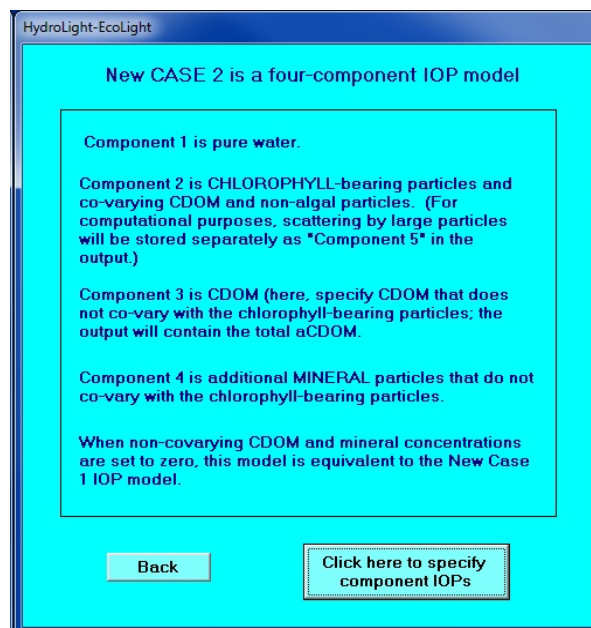 HydroLight-EcoLight
New CASE 2 is a four-component IOP model
Component 1 is pure water.
Component 2 is CHLOROPHYLL-bearing particles and
co-varying CDOM and non-algal particles. (For
computational purposes, scattering by large particles
will be stored separately as "Component 5" in the
output.)
Component 3 is CDOM (here, specify CDOM that does
not co-vary with the chlorophyll-bearing particles; the
output will contain the total aCDOM.
Component 4 is additional MINERAL particles that do not
co-vary with the chlorophyll-bearing particles.
When non-covarying CDOM and mineral concentrations
are set to zero, this model is equivalent to the New Case
1 IOP model.
Back
Click here to specify
component IOPs